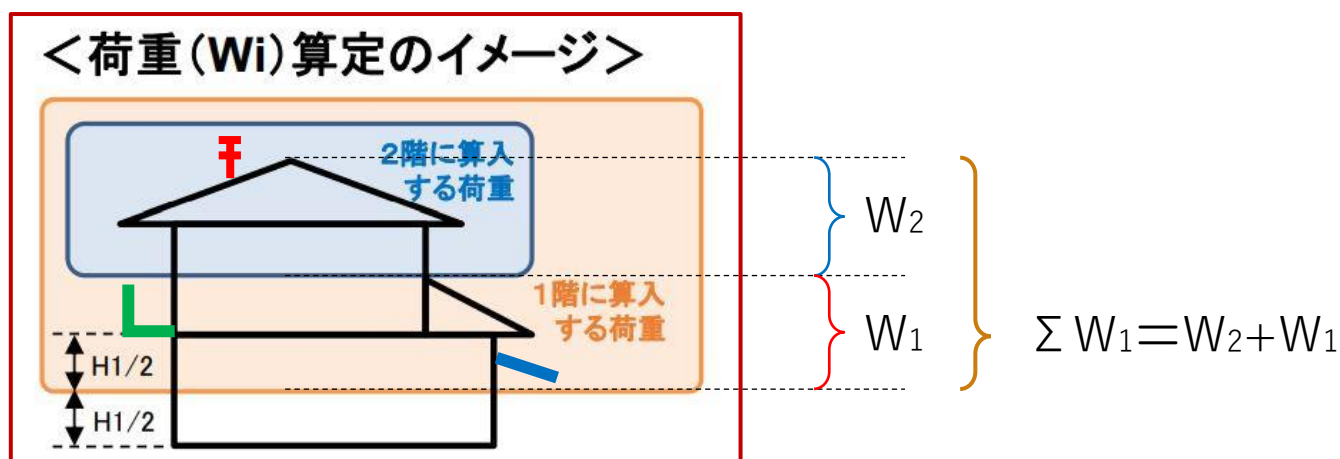 ＜荷重(Wi)算定のイメージ＞
2階に算入
する荷重
1階に算入
する荷重
H1/2
H1/2
W2
W1
ΣW1＝W2+W1